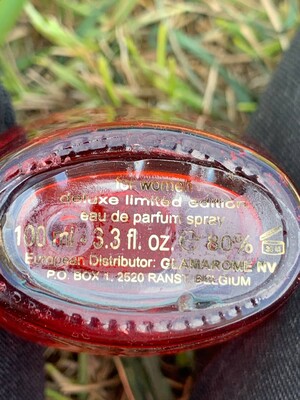 for women
deluxe limited edition
eau de parfum spray
100 ml 3.3 fl. oz 80%
European Distributor: GLAMAROME NV
P.O. BOX 1, 2520 RANST BELGIUM